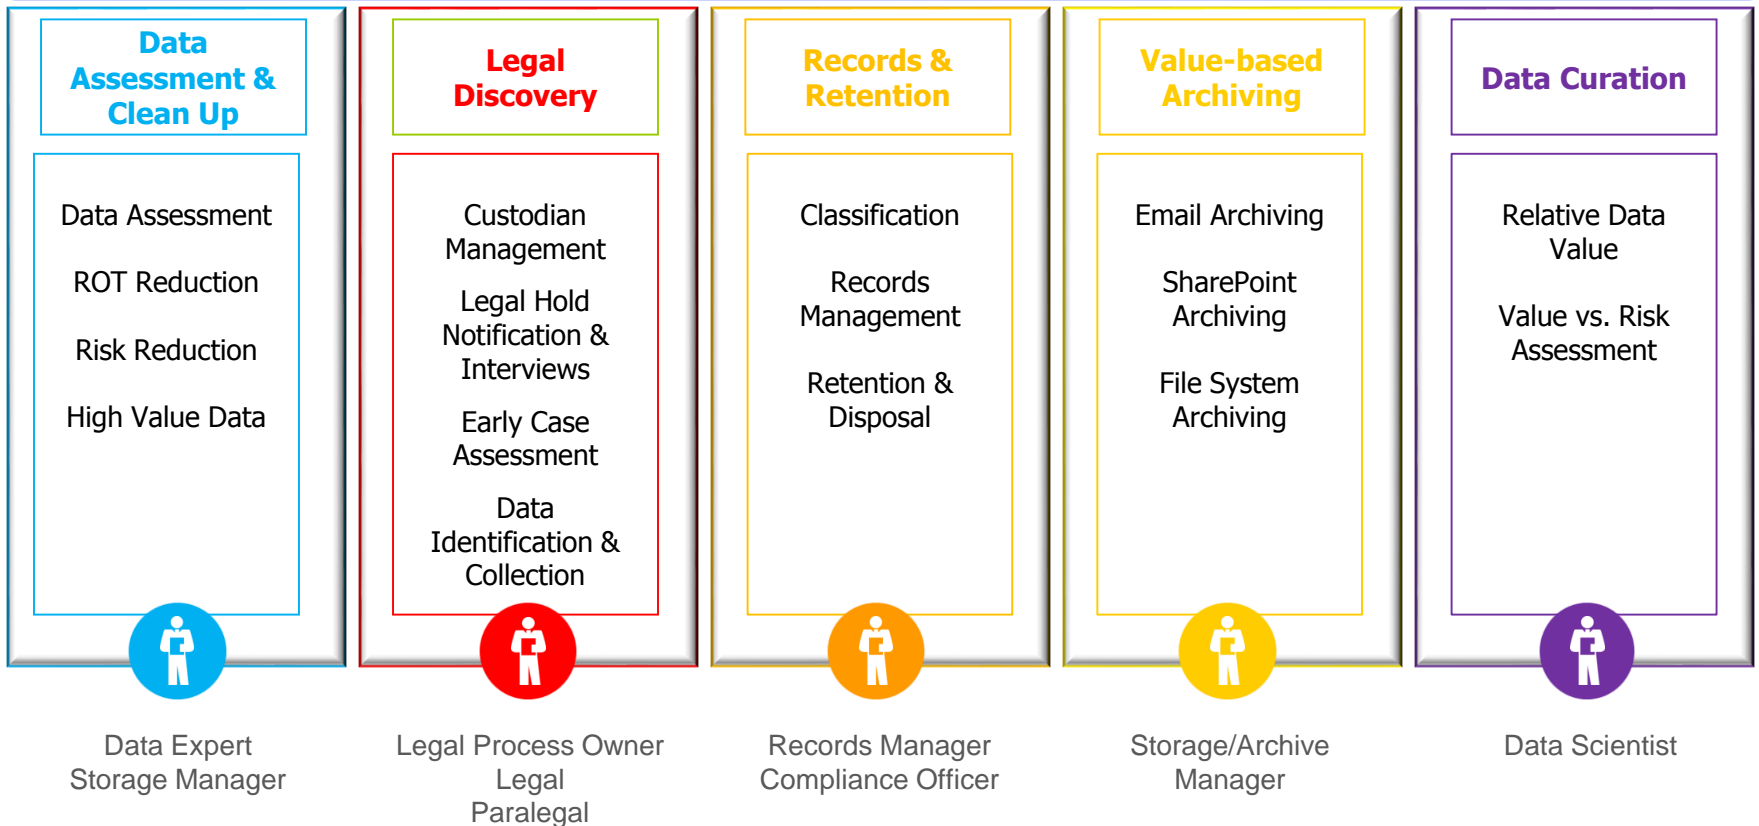 Data
Assessment &
Clean Up
Data Assessment
ROT Reduction
Risk Reduction
High Value Data
Data Expert
Storage Manager
Legal
Discovery
Custodian
Management
Legal Hold
Notification &
Interviews
Early Case
Assessment
Data
Identification &
Collection
Legal Process Owner
Legal
Paralegal
Records &
Retention
Classification
Records
Management
Retention &
Disposal
Records Manager
Compliance Officer
Value-based
Archiving
Email Archiving
SharePoint
Archiving
File System
Archiving
Storage/Archive
Manager
Data Curation
Relative Data
Value
Value vs. Risk
Assessment
Data Scientist